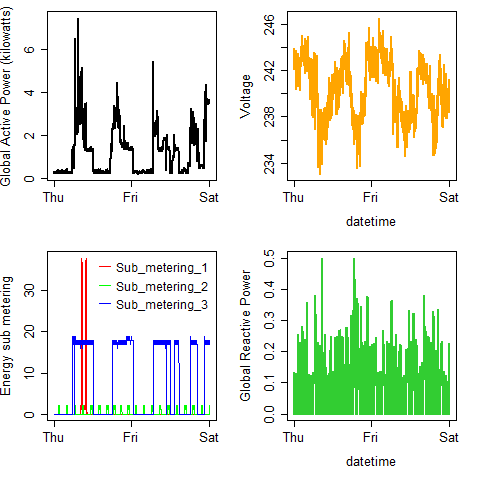 Global Active Power (kilowatts)
0
2
4
6
Thu
Fri
Sat
Voltage
234
238
242
246
Thu
Fri
Sat
datetime
Energy sub metering
0
10
20
30
Sub_metering_1
Sub_metering_2
Sub_metering_3
Thu
Fri
Sat
Global Reactive Power
0.0
0.1
0.2
0.3
0.4
0.5
Thu
Fri
Sat
datetime